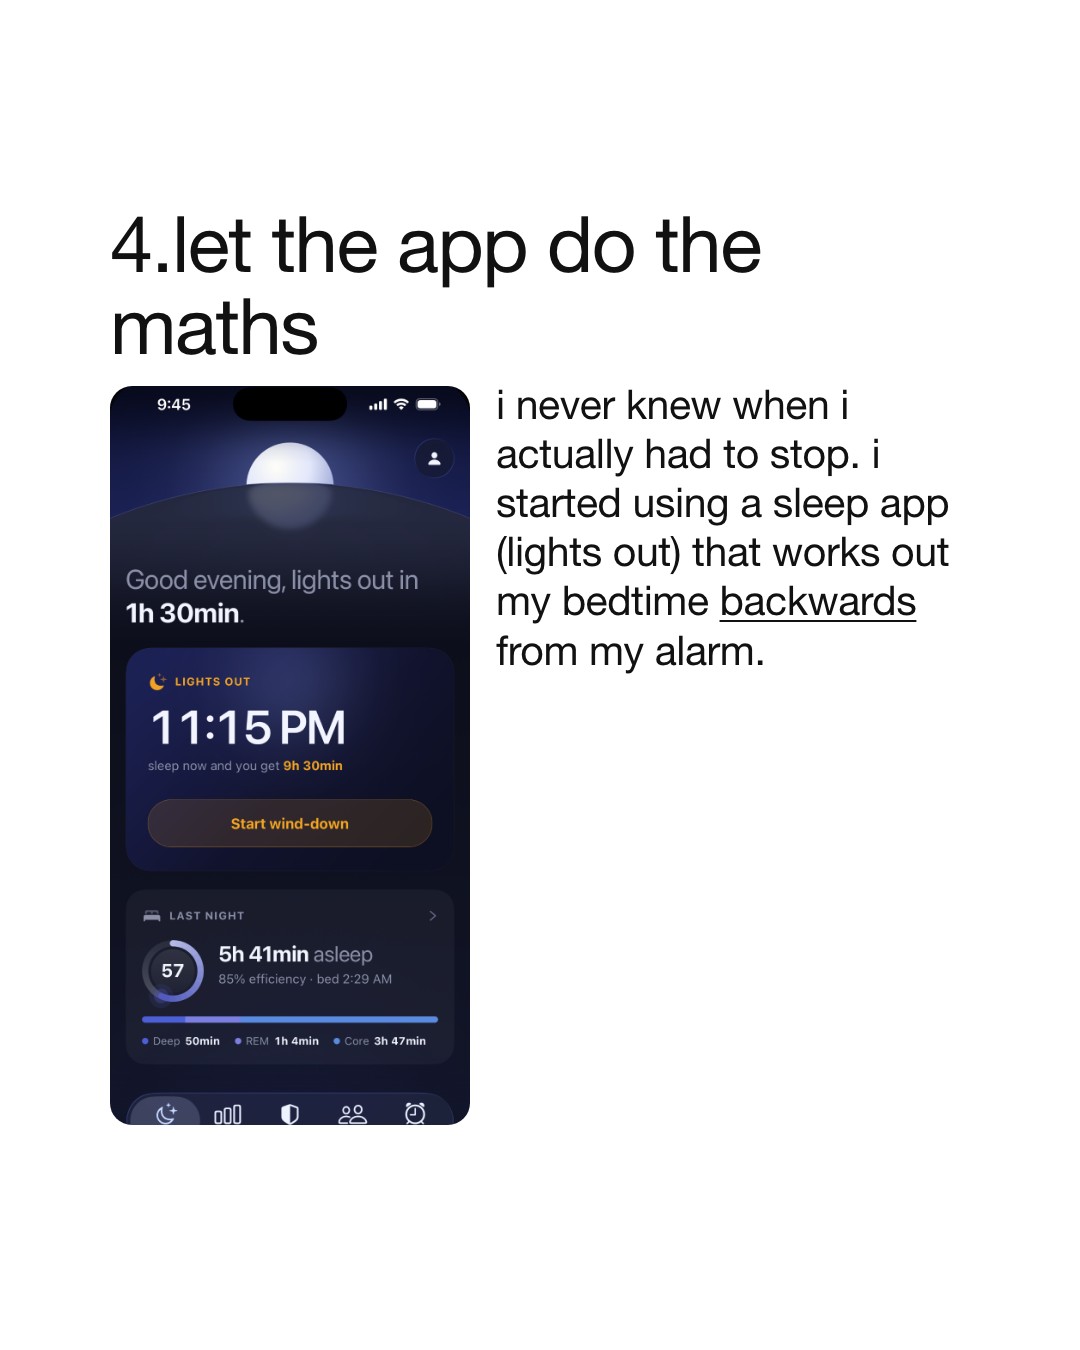 4.let the app do the
maths
9:45
Good evening, lights out in
1h 30min.
LIGHTS OUT
11:15 PM
sleep now and you get 9h 30min
Start wind-down
LAST NIGHT
57
5h 41min asleep
85% efficiency · bed 2:29 AM
Deep 50min REM 1h 4min Core 3h 47min
i never knew when i
actually had to stop. i
started using a sleep app
(lights out) that works out
my bedtime backwards
from my alarm.